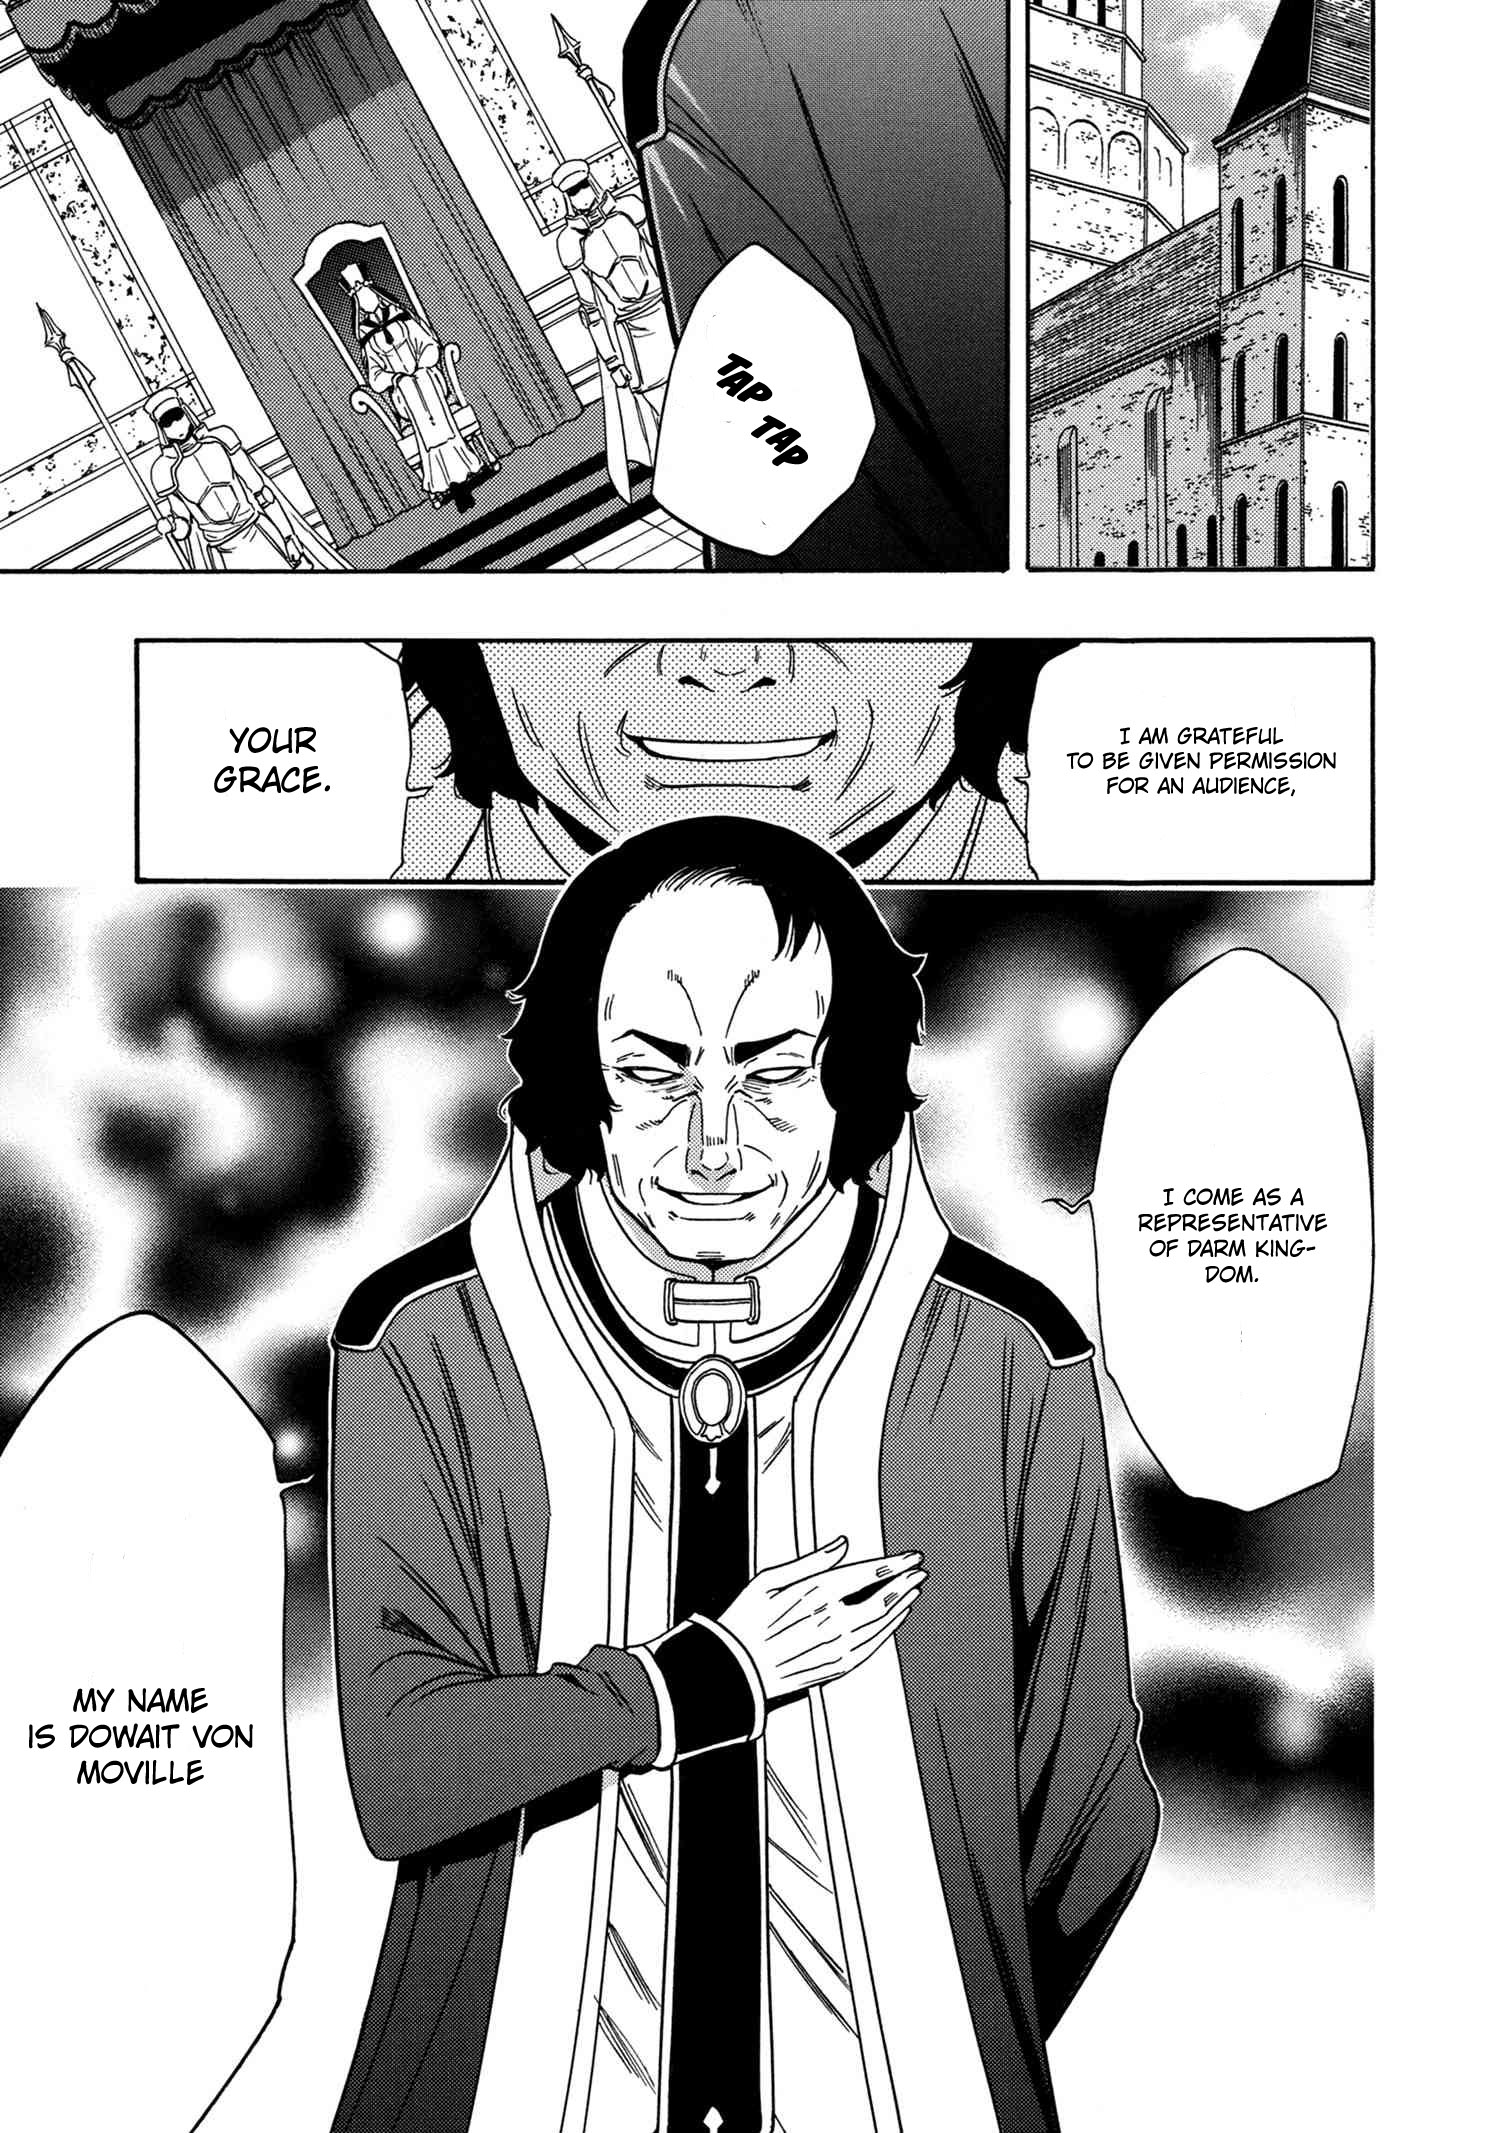 TAP TAP
I AM GRATEFUL
TO BE GIVEN PERMISSION
FOR AN AUDIENCE,
YOUR
GRACE.
I COME AS A
REPRESENTATIVE
OF DARM KING-
DOM.
MY NAME
IS DOWAIT VON
MOVILLE